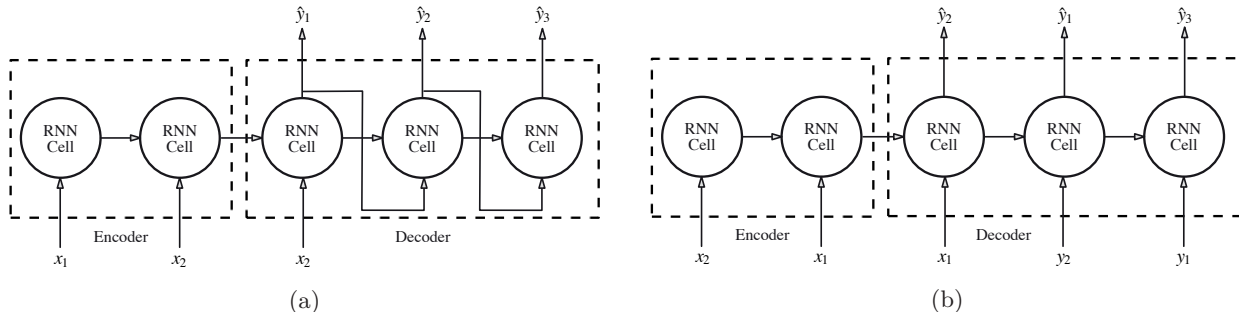 ŷ₁ ŷ₂ ŷ₃
RNN Cell RNN Cell RNN Cell RNN Cell RNN Cell
Encoder Decoder
x₁ x₂ x₂
(a)
ŷ₂ ŷ₁ ŷ₃
RNN Cell RNN Cell RNN Cell RNN Cell RNN Cell
Encoder Decoder
x₂ x₁ x₁ y₂ y₁
(b)